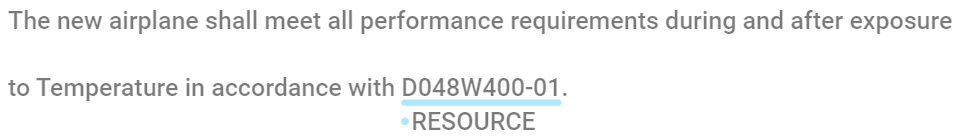 The new airplane shall meet all performance requirements during and after exposure
to Temperature in accordance with D048W400-01.
RESOURCE